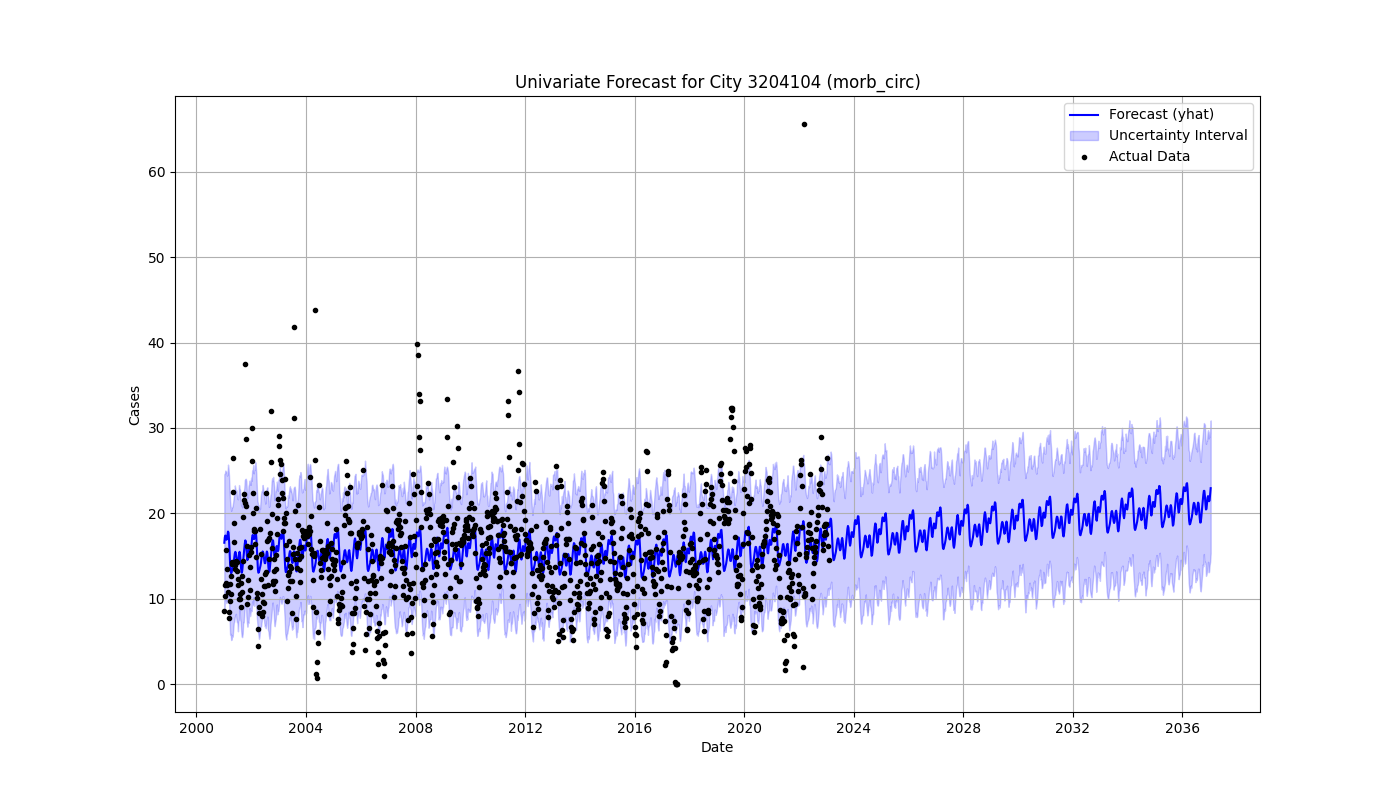 Univariate Forecast for City 3204104 (morb_circ)
Forecast (yhat)
Uncertainty Interval
Actual Data
60
50
40
30
20
10
0
Cases
2000 2004 2008 2012 2016 2020 2024 2028 2032 2036
Date